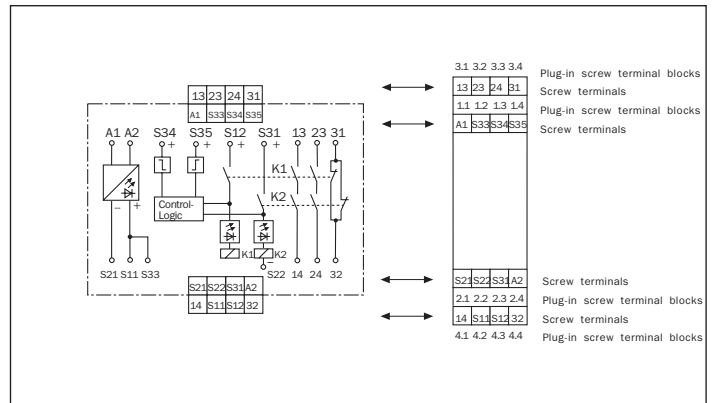 3.1 3.2 3.3 3.4 Plug-in screw terminal blocks
13 23 24 31 Screw terminals
1.1 1.2 1.3 1.4 Plug-in screw terminal blocks
A1 S33 S34 S35 Screw terminals
13 23 24 31
A1 S33 S34 S35
A1 A2 S34 S35 S12 S31 13 23 31
+ + + +
K1
K2
Control-
Logic
– +
K1 K2
–
S21 S11 S33 S22 14 24 32
S21 S22 S31 A2
14 S11 S12 32
S21 S22 S31 A2 Screw terminals
2.1 2.2 2.3 2.4 Plug-in screw terminal blocks
14 S11 S12 32 Screw terminals
4.1 4.2 4.3 4.4 Plug-in screw terminal blocks